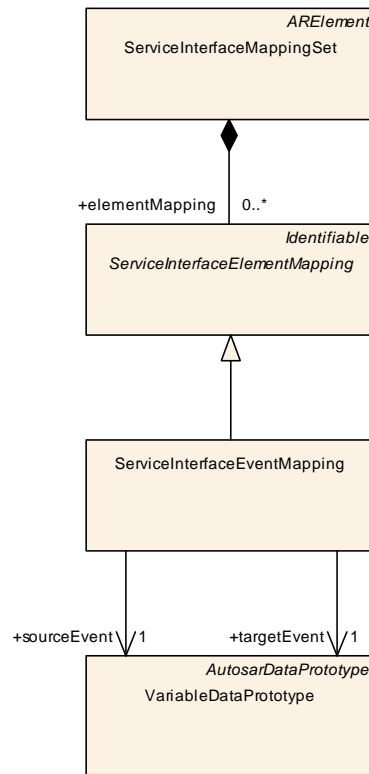 ARElement
ServiceInterfaceMappingSet
+elementMapping 0..*
Identifiable
ServiceInterfaceElementMapping
ServiceInterfaceEventMapping
+sourceEvent 1 +targetEvent 1
AutosarDataPrototype
VariableDataPrototype